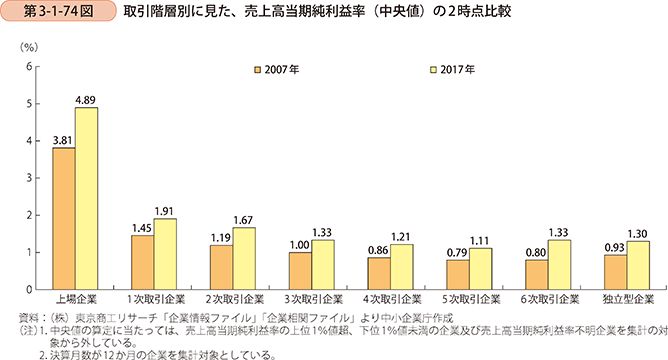 第3-1-74図 取引階層別に見た、売上高当期純利益率（中央値）の2時点比較
(%)
2007年 2017年
6
5
4
3
2
1
0
3.81 4.89
1.45 1.91
1.19 1.67
1.00 1.33
0.86 1.21
0.79 1.11
0.80 1.33
0.93 1.30
上場企業 1次取引企業 2次取引企業 3次取引企業 4次取引企業 5次取引企業 6次取引企業 独立型企業
資料：（株）東京商工リサーチ「企業情報ファイル」「企業相関ファイル」より中小企業庁作成
（注）1. 中央値の算定に当たっては、売上高当期純利益率の上位1%値超、下位1%値未満の企業及び売上高当期純利益率不明企業を集計の対
象から外している。
2. 決算月数が12か月の企業を集計対象としている。